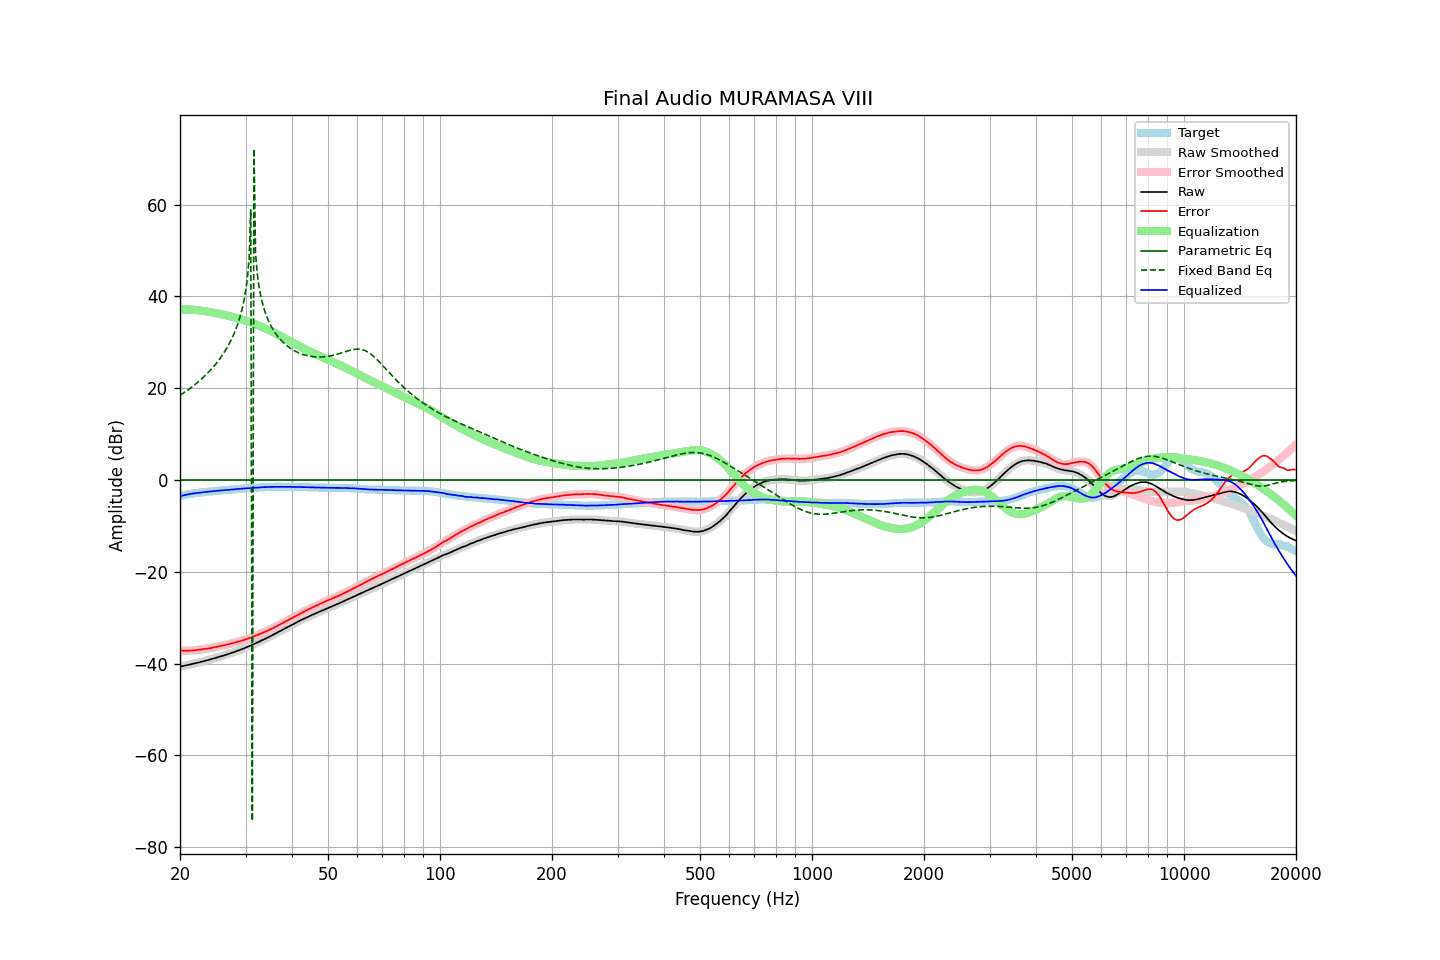 Final Audio MURAMASA VIII
Target
Raw Smoothed
Error Smoothed
Raw
Error
Equalization
Parametric Eq
Fixed Band Eq
Equalized
Amplitude (dBr)
60
40
20
0
−20
−40
−60
−80
20 50 100 200 500 1000 2000 5000 10000 20000
Frequency (Hz)